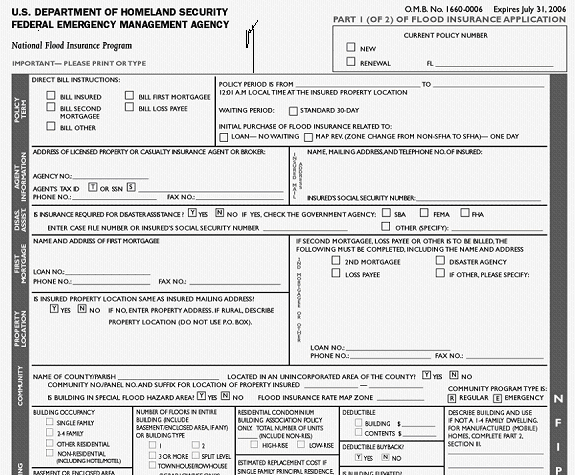 U.S. DEPARTMENT OF HOMELAND SECURITY
FEDERAL EMERGENCY MANAGEMENT AGENCY
National Flood Insurance Program
IMPORTANT— PLEASE PRINT OR TYPE
O.M.B. No. 1660-0006 Expires July 31, 2006
PART 1 (OF 2) OF FLOOD INSURANCE APPLICATION
CURRENT POLICY NUMBER
NEW
RENEWAL FL
POLICY TERM
DIRECT BILL INSTRUCTIONS:
BILL INSURED BILL FIRST MORTGAGEE
BILL SECOND MORTGAGEE BILL LOSS PAYEE
BILL OTHER
POLICY PERIOD IS FROM TO
12:01 A.M LOCAL TIME AT THE INSURED PROPERTY LOCATION
WAITING PERIOD: STANDARD 30-DAY
INITIAL PURCHASE OF FLOOD INSURANCE RELATED TO:
LOAN— NO WAITING MAP REV. (ZONE CHANGE FROM NON-SFHA TO SFHA)— ONE DAY
AGENT INFORMATION
ADDRESS OF LICENSED PROPERTY OR CASUALTY INSURANCE AGENT OR BROKER:
AGENCY NO.:
AGENT'S TAX ID T OR SSN S
PHONE NO.: FAX NO.:
INSURED MAIL ADDRESS
NAME, MAILING ADDRESS, AND TELEPHONE NO. OF INSURED:
INSURED'S SOCIAL SECURITY NUMBER:
DISAS. ASSIST
IS INSURANCE REQUIRED FOR DISASTER ASSISTANCE? Y YES N NO IF YES, CHECK THE GOVERNMENT AGENCY: SBA FEMA FHA
ENTER CASE FILE NUMBER OR INSURED'S SOCIAL SECURITY NUMBER OTHER (SPECIFY):
FIRST MORTGAGE
NAME AND ADDRESS OF FIRST MORTGAGEE
LOAN NO.:
PHONE NO.: FAX NO.:
IF SECOND MORTGAGEE, LOSS PAYEE OR OTHER IS TO BE BILLED, THE
FOLLOWING MUST BE COMPLETED, INCLUDING THE NAME AND ADDRESS
2ND MORTGAGEE DISASTER AGENCY
LOSS PAYEE IF OTHER, PLEASE SPECIFY:
LOAN NO.:
PHONE NO.: FAX NO.:
PROPERTY LOCATION
IS INSURED PROPERTY LOCATION SAME AS INSURED MAILING ADDRESS?
Y YES N NO IF NO, ENTER PROPERTY ADDRESS. IF RURAL, DESCRIBE
PROPERTY LOCATION (DO NOT USE P.O. BOX).
COMMUNITY
NAME OF COUNTY/PARISH LOCATED IN AN UNINCORPORATED AREA OF THE COUNTY? Y YES N NO
COMMUNITY NO./PANEL NO. AND SUFFIX FOR LOCATION OF PROPERTY INSURED —
COMMUNITY PROGRAM TYPE IS:
IS BUILDING IN SPECIAL FLOOD HAZARD AREA? Y YES N NO FLOOD INSURANCE RATE MAP ZONE R REGULAR E EMERGENCY
BUILDING OCCUPANCY
SINGLE FAMILY
2-4 FAMILY
OTHER RESIDENTIAL
NON-RESIDENTIAL
(INCLUDING HOTEL/MOTEL)
BASEMENT OR ENCLOSED AREA
NUMBER OF FLOORS IN ENTIRE
BUILDING (INCLUDE
BASEMENT/ENCLOSED AREA, IF ANY)
OR BUILDING TYPE
1 2
3 OR MORE SPLIT LEVEL
TOWNHOUSE/ROWHOUSE
RESIDENTIAL CONDOMINIUM
BUILDING ASSOCIATION POLICY
ONLY TOTAL NUMBER OF UNITS
(INCLUDE NON-RES)
HIGH-RISE LOW-RISE
ESTIMATED REPLACEMENT COST IF
SINGLE FAMILY PRINCIPAL RESIDENCE
DEDUCTIBLE
BUILDING $
CONTENTS $
DEDUCTIBLE BUYBACK?
Y YES N NO
IS BUILDING ELEVATED?
DESCRIBE BUILDING AND USE
IF NOT A 1-4 FAMILY DWELLING.
FOR MANUFACTURED (MOBILE)
HOMES, COMPLETE PART 2,
SECTION III.
N
F
I
P